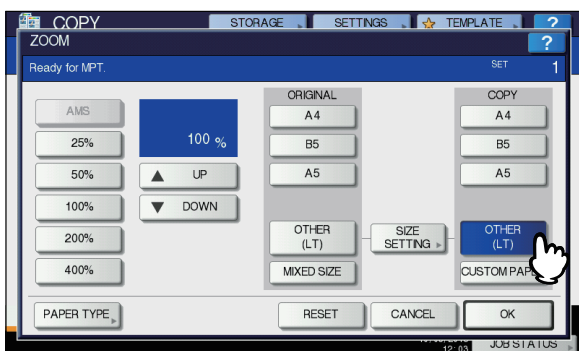 COPY STORAGE SETTINGS TEMPLATE ?
ZOOM ?
Ready for MPT. SET 1
ORIGINAL COPY
AMS 100 % A4 A4
25% B5 B5
50% UP A5 A5
100% DOWN
200% OTHER (LT) SIZE SETTING OTHER (LT)
400% MIXED SIZE
PAPER TYPE RESET CANCEL OK
12:03 JOB STATUS